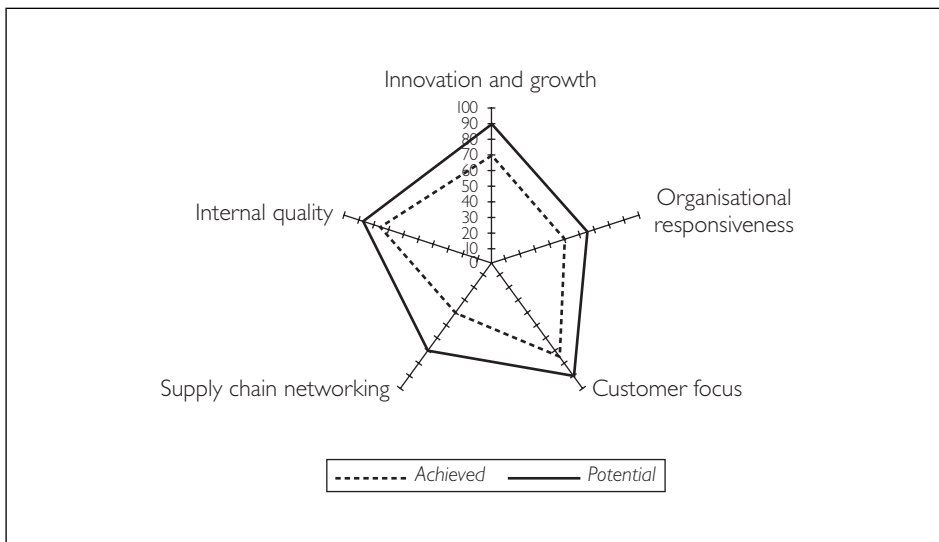 Innovation and growth
100
90
80
70
60
50
40
30
20
10
0
Organisational
responsiveness
Internal quality
Supply chain networking
Customer focus
Achieved
Potential